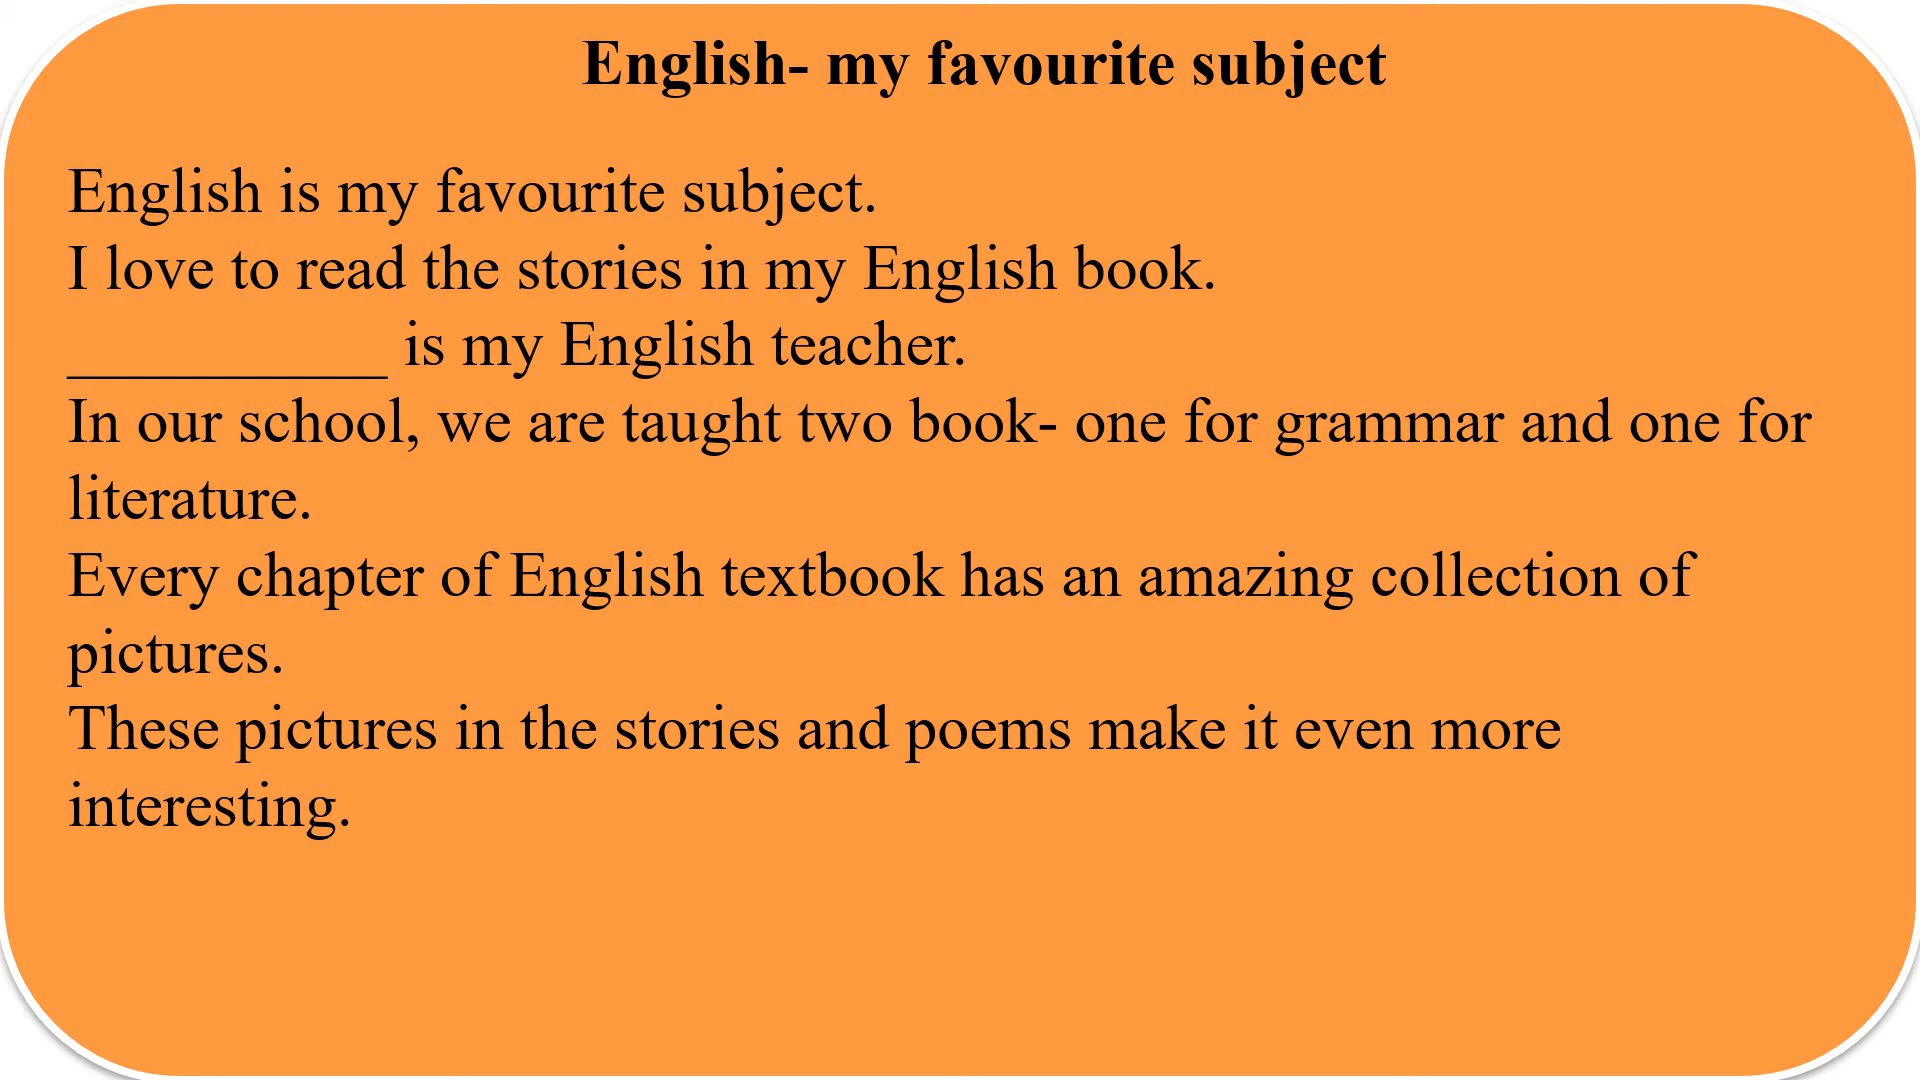 English- my favourite subject
English is my favourite subject.
I love to read the stories in my English book.
__________ is my English teacher.
In our school, we are taught two book- one for grammar and one for
literature.
Every chapter of English textbook has an amazing collection of
pictures.
These pictures in the stories and poems make it even more
interesting.